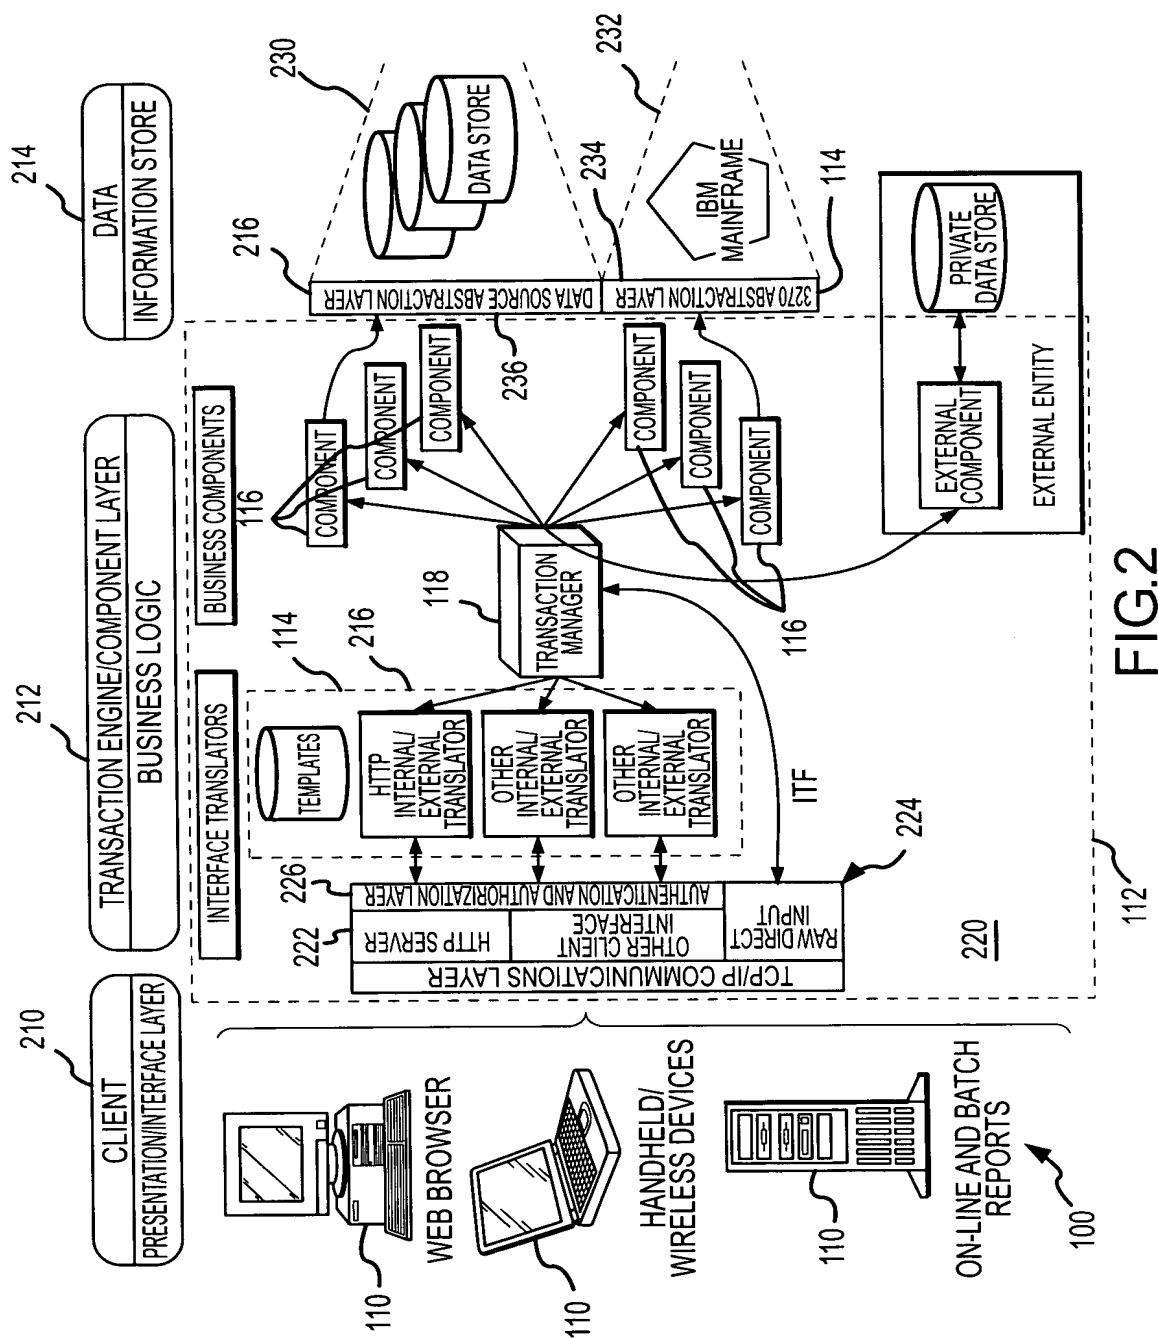 210
CLIENT
PRESENTATION/INTERFACE LAYER
212
TRANSACTION ENGINE/COMPONENT LAYER
BUSINESS LOGIC
214
DATA
INFORMATION STORE
INTERFACE TRANSLATORS
BUSINESS COMPONENTS
110
WEB BROWSER
110
HANDHELD/
WIRELESS DEVICES
110
ON-LINE AND BATCH
REPORTS
100
TCP/IP COMMUNICATIONS LAYER
222
HTTP SERVER
OTHER CLIENT
INTERFACE
RAW DIRECT
INPUT
226
AUTHENTICATION AND AUTHORIZATION LAYER
224
220
112
114
216
TEMPLATES
HTTP
INTERNAL/
EXTERNAL
TRANSLATOR
OTHER
INTERNAL/
EXTERNAL
TRANSLATOR
OTHER
INTERNAL/
EXTERNAL
TRANSLATOR
ITF
118
TRANSACTION
MANAGER
116
COMPONENT
COMPONENT
COMPONENT
COMPONENT
COMPONENT
COMPONENT
116
216
DATA SOURCE ABSTRACTION LAYER
236
234
3270 ABSTRACTION LAYER
114
230
DATA STORE
232
IBM
MAINFRAME
EXTERNAL
COMPONENT
PRIVATE
DATA STORE
EXTERNAL ENTITY
FIG.2